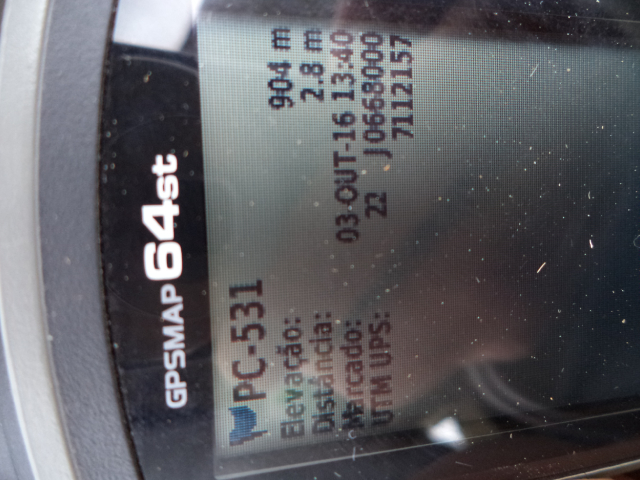 GPSMAP 64st
PC-531
Elevação: 904 m
Distância: 2.8 m
Marcado: 03-OUT-16 13:40
UTM UPS: 22 J 0668000
7112157